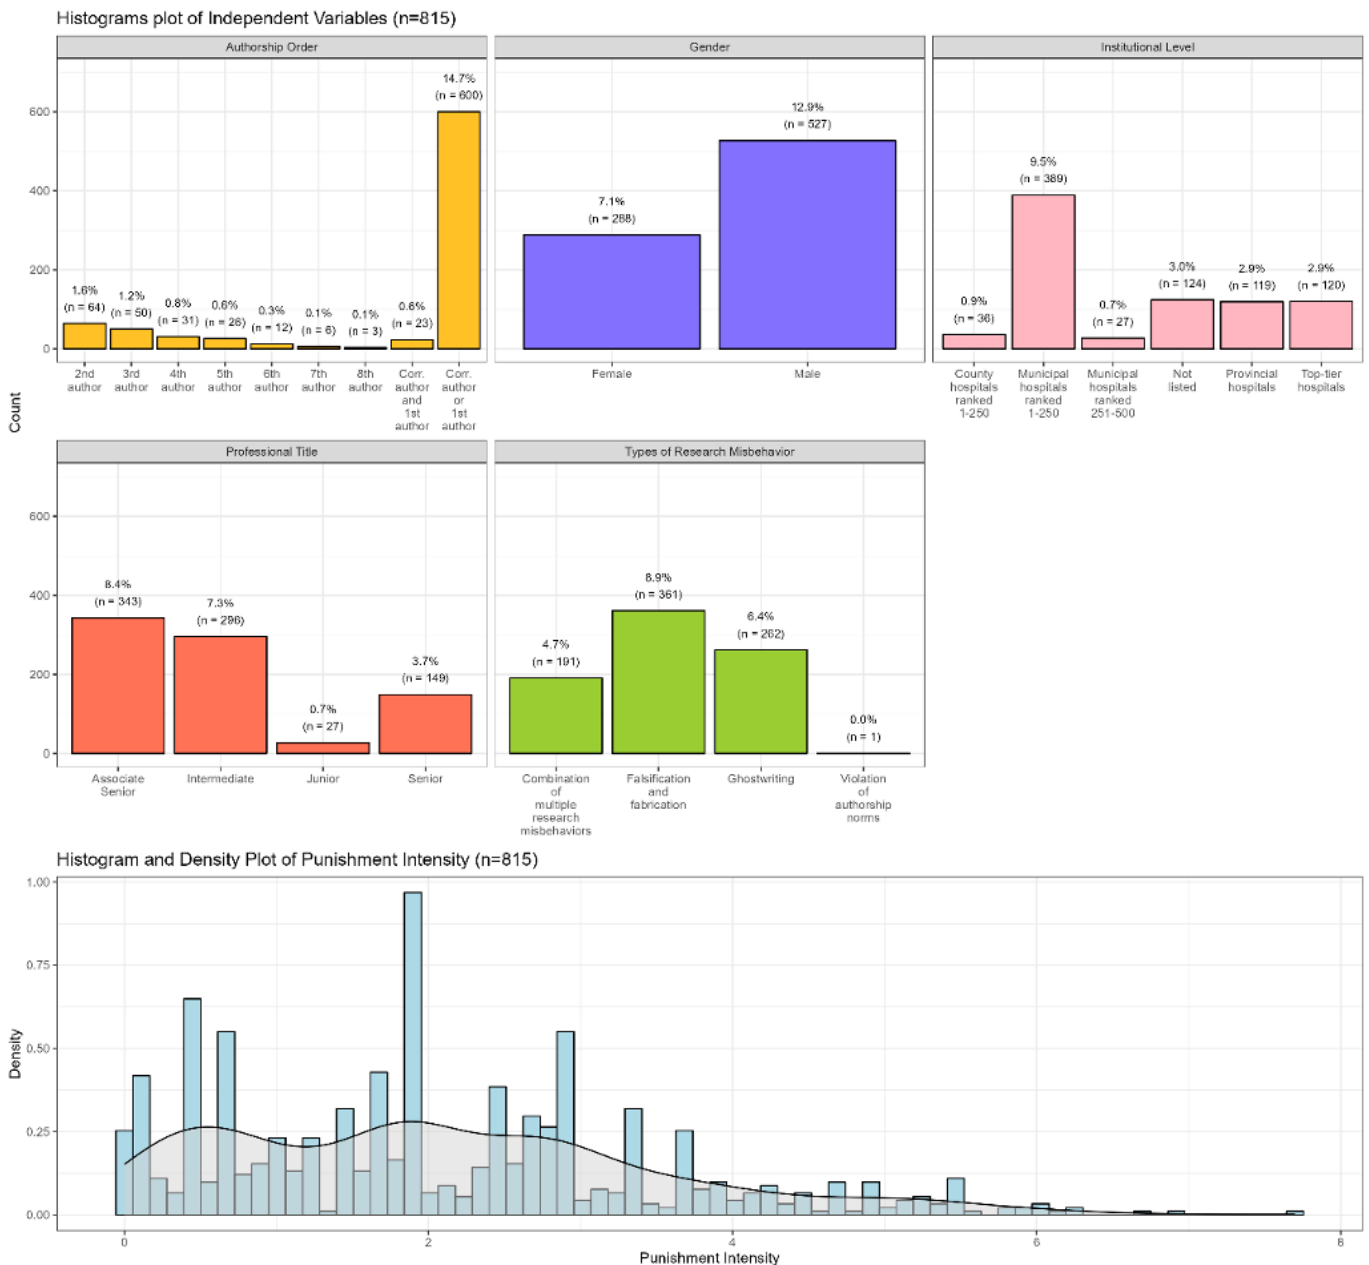 Histograms plot of Independent Variables (n=815)
Authorship Order
Gender
Institutional Level
Count
600
400
200
0
14.7%
(n = 600)
1.6%
(n = 64)
1.2%
(n = 50)
0.8%
(n = 31)
0.6%
(n = 26)
0.3%
(n = 12)
0.1%
(n = 6)
0.1%
(n = 3)
0.6%
(n = 23)
2nd
author
3rd
author
4th
author
5th
author
6th
author
7th
author
8th
author
Corr.
author
and
1st
author
Corr.
author
or
1st
author
7.1%
(n = 288)
12.9%
(n = 527)
Female
Male
0.9%
(n = 36)
9.5%
(n = 389)
0.7%
(n = 27)
3.0%
(n = 124)
2.9%
(n = 119)
2.9%
(n = 120)
County
hospitals
ranked
1-250
Municipal
hospitals
ranked
1-250
Municipal
hospitals
ranked
251-500
Not
listed
Provincial
hospitals
Top-tier
hospitals
Professional Title
Types of Research Misbehavior
600
400
200
0
8.4%
(n = 343)
7.3%
(n = 296)
0.7%
(n = 27)
3.7%
(n = 149)
Associate
Senior
Intermediate
Junior
Senior
4.7%
(n = 191)
8.9%
(n = 361)
6.4%
(n = 262)
0.0%
(n = 1)
Combination
of
multiple
research
misbehaviors
Falsification
and
fabrication
Ghostwriting
Violation
of
authorship
norms
Histogram and Density Plot of Punishment Intensity (n=815)
Density
1.00
0.75
0.50
0.25
0.00
0
2
4
6
8
Punishment Intensity